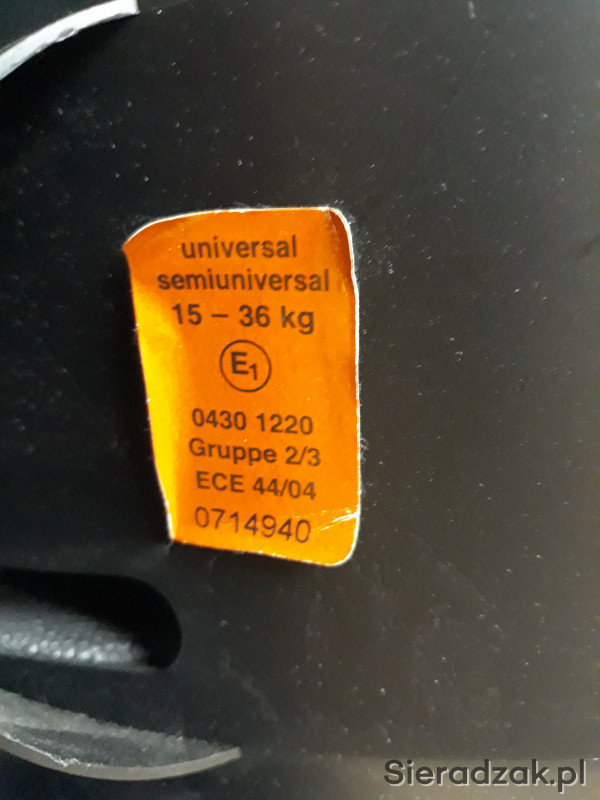 universal
semiuniversal
15 – 36 kg
E1
0430 1220
Gruppe 2/3
ECE 44/04
0714940
Sieradzak.pl